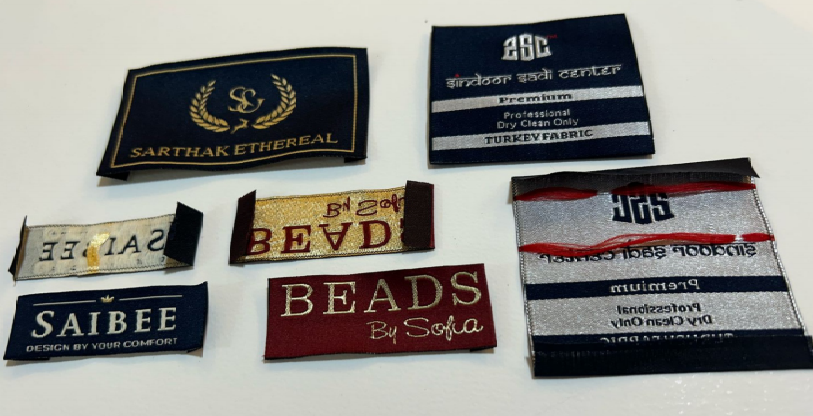 SG
SARTHAK ETHEREAL
SSC
sindoor sadi center
Premium
Professional
Dry Clean Only
TURKEY FABRIC
SAIBEE
By Sofi
BEADS
SAIBEE
DESIGN BY YOUR COMFORT
BEADS
By Sofia
SSC
sindoor sadi center
Premium
Professional
Dry Clean Only